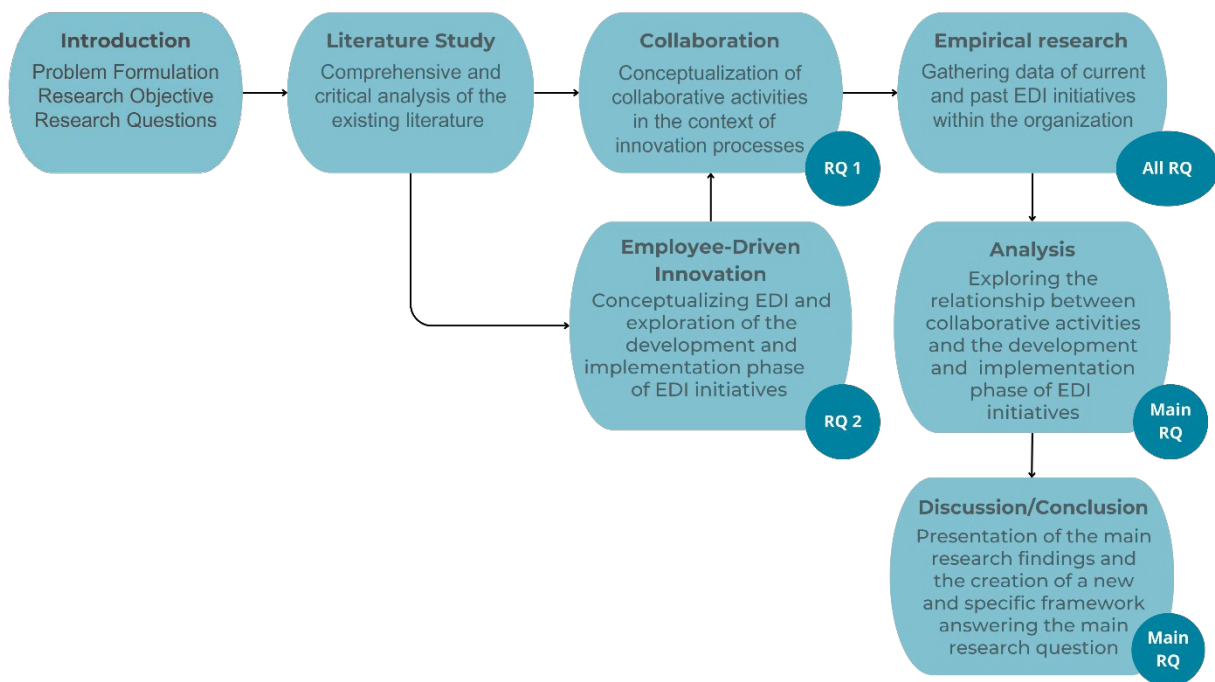 Introduction
Problem Formulation
Research Objective
Research Questions
Literature Study
Comprehensive and
critical analysis of the
existing literature
Collaboration
Conceptualization of
collaborative activities
in the context of
innovation processes
RQ 1
Empirical research
Gathering data of current
and past EDI initiatives
within the organization
All RQ
Employee-Driven
Innovation
Conceptualizing EDI and
exploration of the
development and
implementation phase
of EDI initiatives
RQ 2
Analysis
Exploring the
relationship between
collaborative activities
and the development
and implementation
phase of EDI
initiatives
Main
RQ
Discussion/Conclusion
Presentation of the main
research findings and
the creation of a new
and specific framework
answering the main
research question
Main
RQ